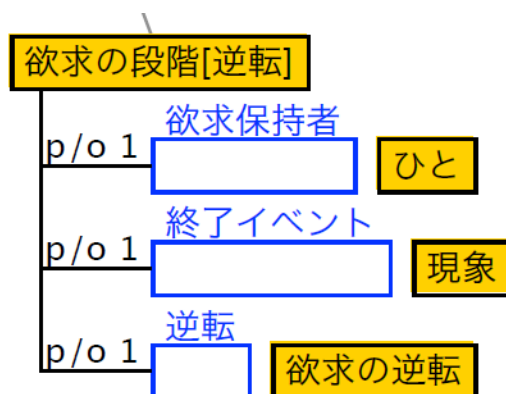 欲求の段階[逆転]
欲求保持者
p/o 1
ひと
終了イベント
p/o 1
現象
逆転
p/o 1
欲求の逆転